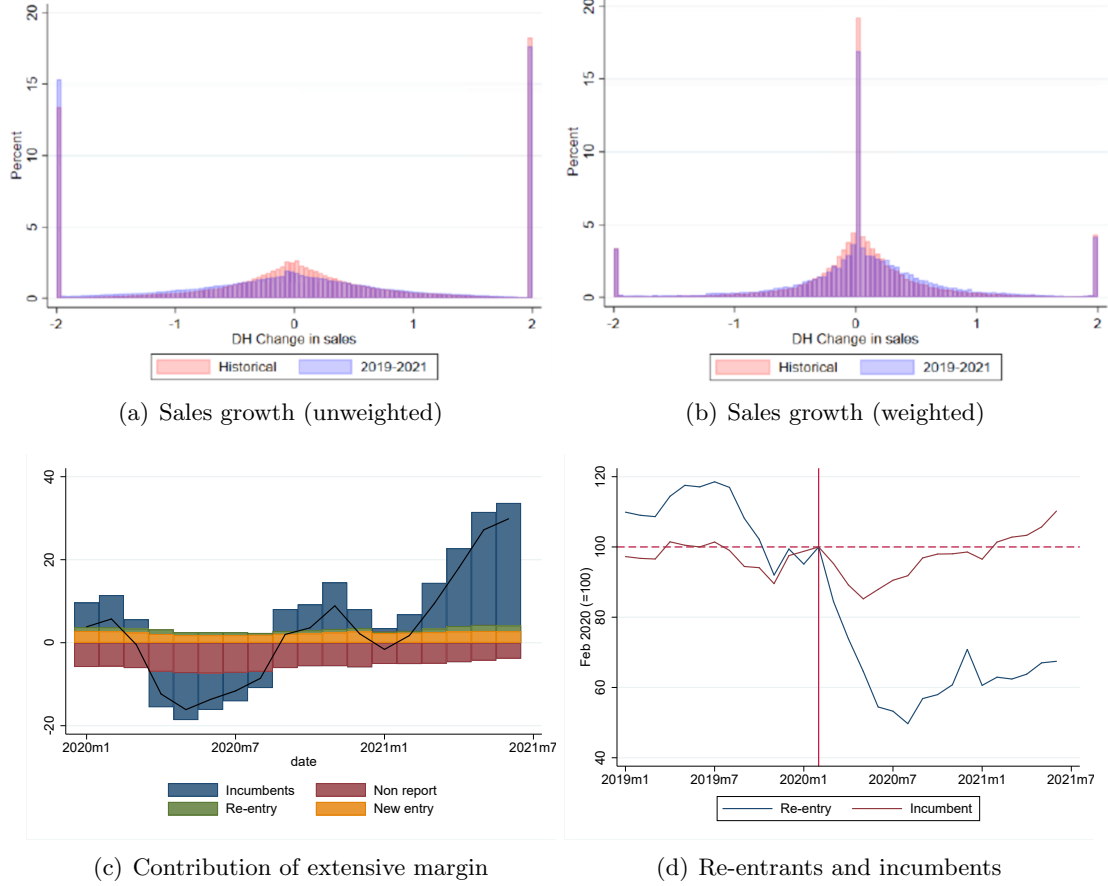 20
15
10
5
0
Percent
-2 -1 0 1 2
DH Change in sales
Historical 2019-2021
(a) Sales growth (unweighted)
20
15
10
5
0
Percent
-2 -1 0 1 2
DH Change in sales
Historical 2019-2021
(b) Sales growth (weighted)
40
20
0
-20
2020m1 2020m7 2021m1 2021m7
date
Incumbents Non report
Re-entry New entry
(c) Contribution of extensive margin
120
100
80
60
40
Feb 2020 (=100)
2019m1 2019m7 2020m1 2020m7 2021m1 2021m7
Re-entry Incumbent
(d) Re-entrants and incumbents